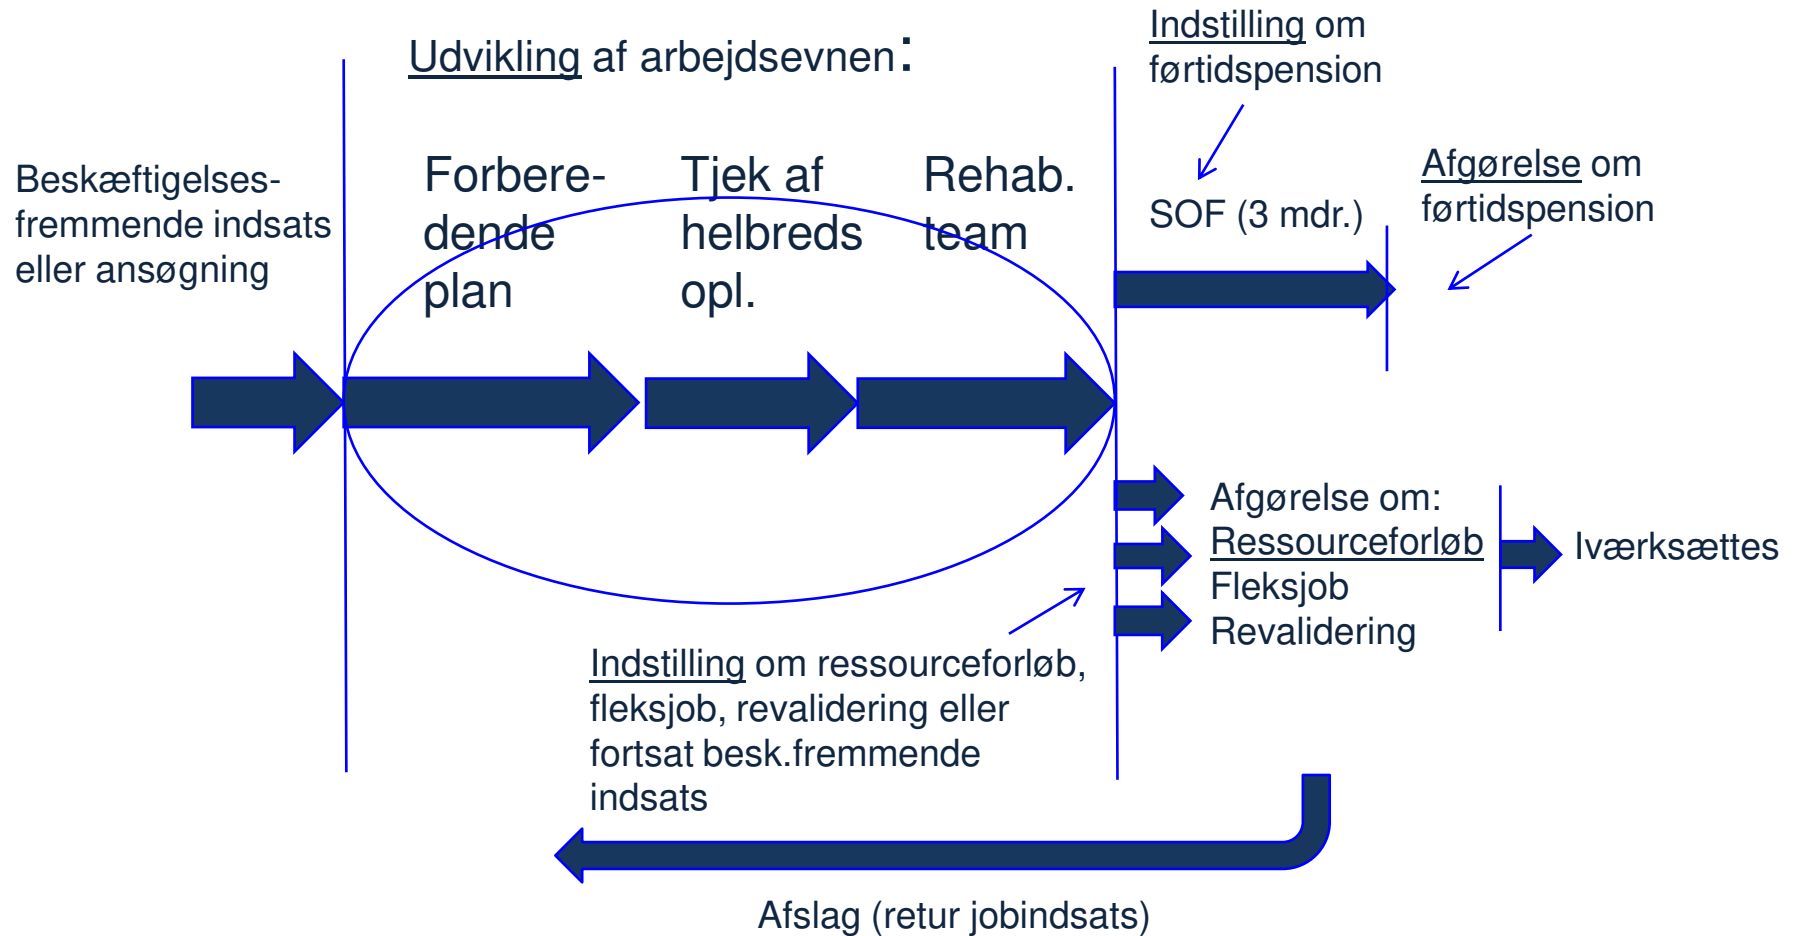 Udvikling af arbejdsevnen:
Indstilling om
førtidspension
Beskæftigelses-
fremmende indsats
eller ansøgning
Forbere-
dende
plan
Tjek af
helbreds
opl.
Rehab.
team
SOF (3 mdr.)
Afgørelse om
førtidspension
Afgørelse om:
Ressourceforløb
Fleksjob
Revalidering
Iværksættes
Indstilling om ressourceforløb,
fleksjob, revalidering eller
fortsat besk.fremmende
indsats
Afslag (retur jobindsats)